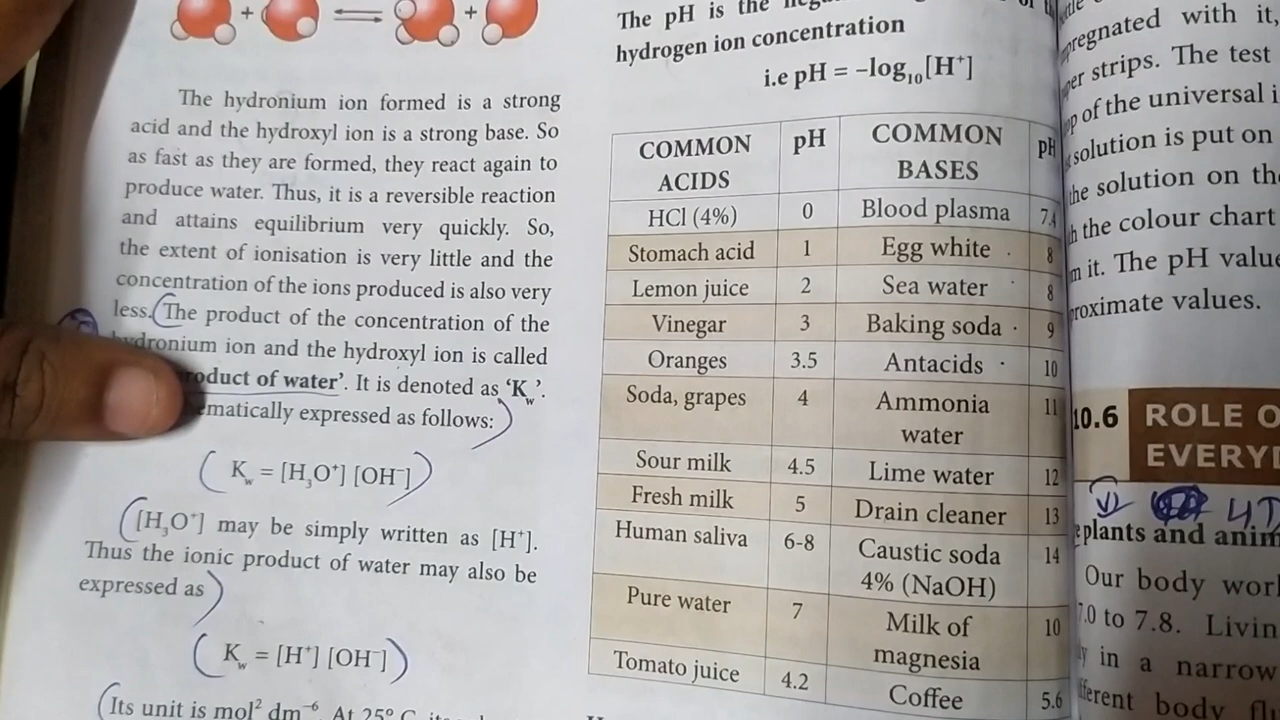 +
+
The hydronium ion formed is a strong
acid and the hydroxyl ion is a strong base. So
as fast as they are formed, they react again to
produce water. Thus, it is a reversible reaction
and attains equilibrium very quickly. So,
the extent of ionisation is very little and the
concentration of the ions produced is also very
less. The product of the concentration of the
hydronium ion and the hydroxyl ion is called
product of water'. It is denoted as 'Kw'.
ematically expressed as follows:
Kw = [H3O+] [OH-]
[H3O+] may be simply written as [H+].
Thus the ionic product of water may also be
expressed as
Kw = [H+] [OH-]
Its unit is mol² dm⁻⁶. At 25° C,
The pH is the
hydrogen ion concentration
i.e pH = –log10[H+]
COMMON ACIDS pH COMMON BASES pH
HCl (4%) 0 Blood plasma 7.4
Stomach acid 1 Egg white 8
Lemon juice 2 Sea water 8
Vinegar 3 Baking soda 9
Oranges 3.5 Antacids 10
Soda, grapes 4 Ammonia water 11
Sour milk 4.5 Lime water 12
Fresh milk 5 Drain cleaner 13
Human saliva 6-8 Caustic soda 4% (NaOH) 14
Pure water 7 Milk of magnesia 10
Tomato juice 4.2 Coffee 5.6
pregnated with it,
per strips. The test
op of the universal i
solution is put on
the solution on th
h the colour chart
m it. The pH value
roximate values.
10.6 ROLE O
EVERY
plants and anim
Our body wor
7.0 to 7.8. Livin
y in a narrow
fferent body fl